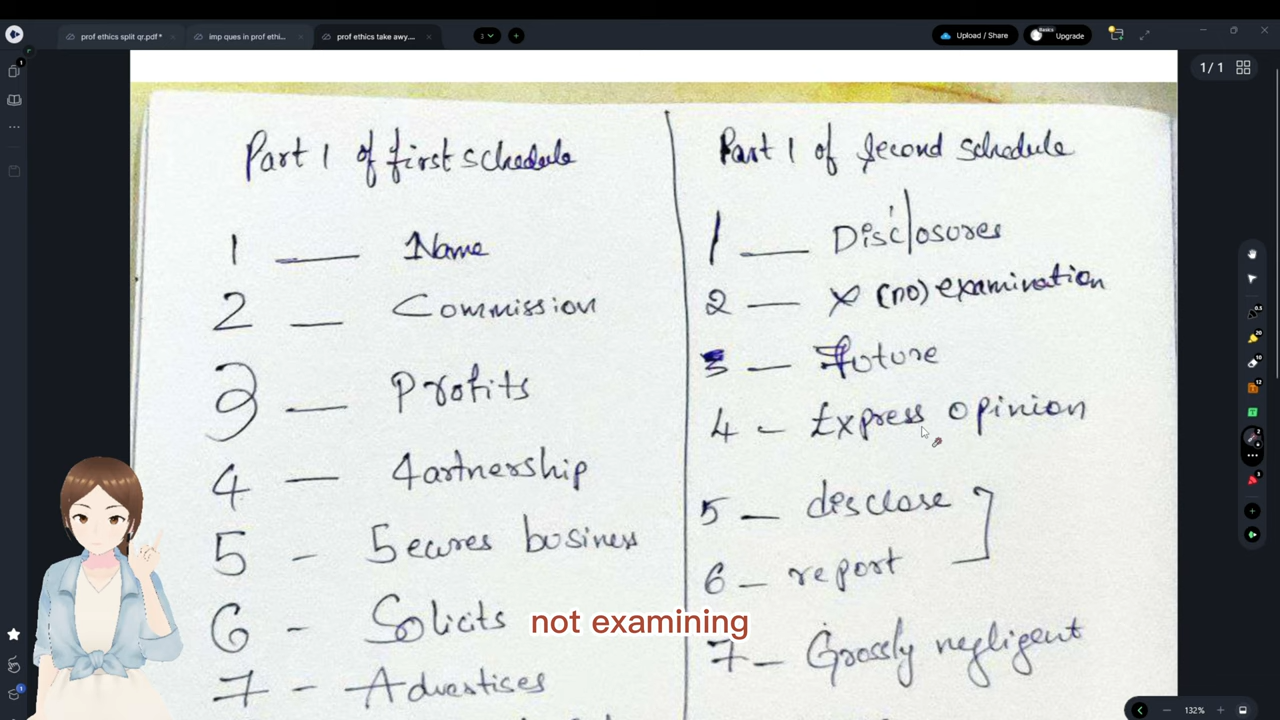 prof ethics split qr.pdf*
imp ques in prof ethi...
prof ethics take awy....
3
Upload / Share
Upgrade
1/1
Part 1 of first schedule
1 — Name
2 — Commission
3 — Profits
4 — 4artnership
5 - 5ecures business
6 - Solicits
7 - Advertises
Part 1 of second schedule
1 — Disclosures
2 — x (no) examination
3 — Future
4 - Express opinion
5 — disclose
6 — report
7 — Grossly negligent
not examining
132%